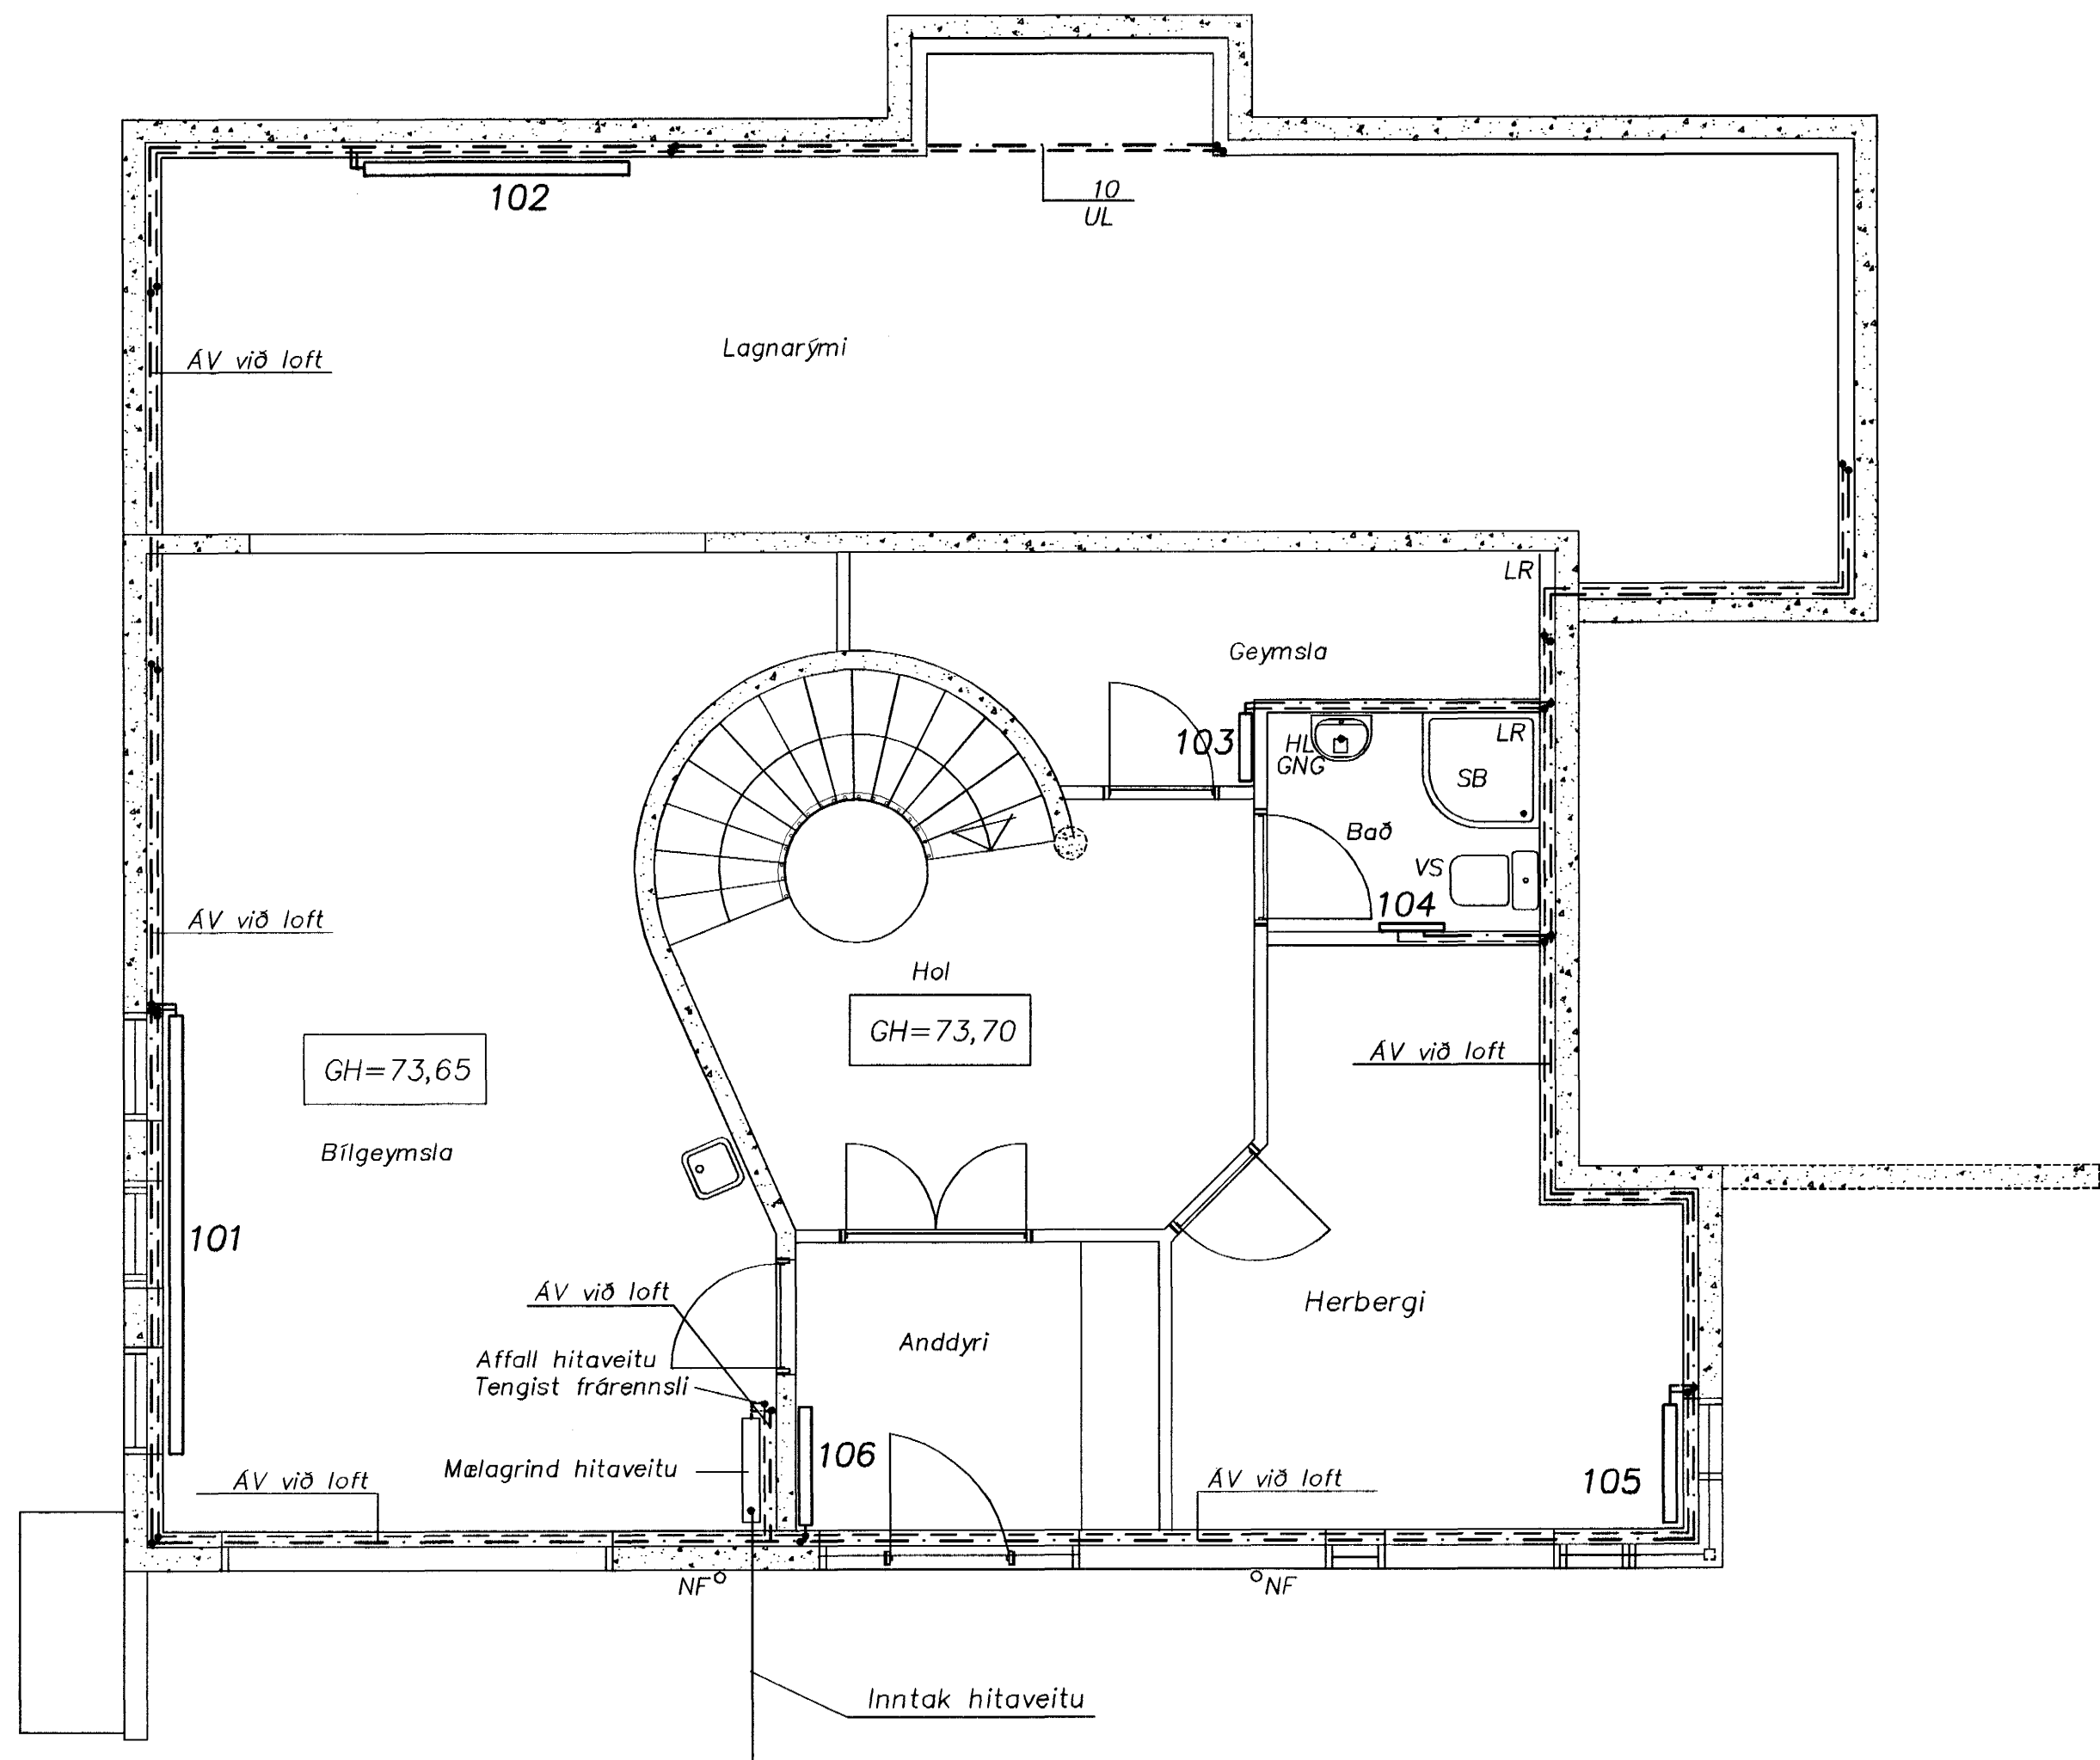 102
10
UL
Lagnarými
ÁV við loft
LR
Geymsla
103
HL
GNG
LR
SB
Bað
VS
104
ÁV við loft
Hol
GH=73,70
GH=73,65
ÁV við loft
Bílgeymsla
101
ÁV við loft
Herbergi
Anddyri
Affall hitaveitu
Tengist frárennsli
106
Mælagrind hitaveitu
ÁV við loft
ÁV við loft
105
NF
NF
Inntak hitaveitu